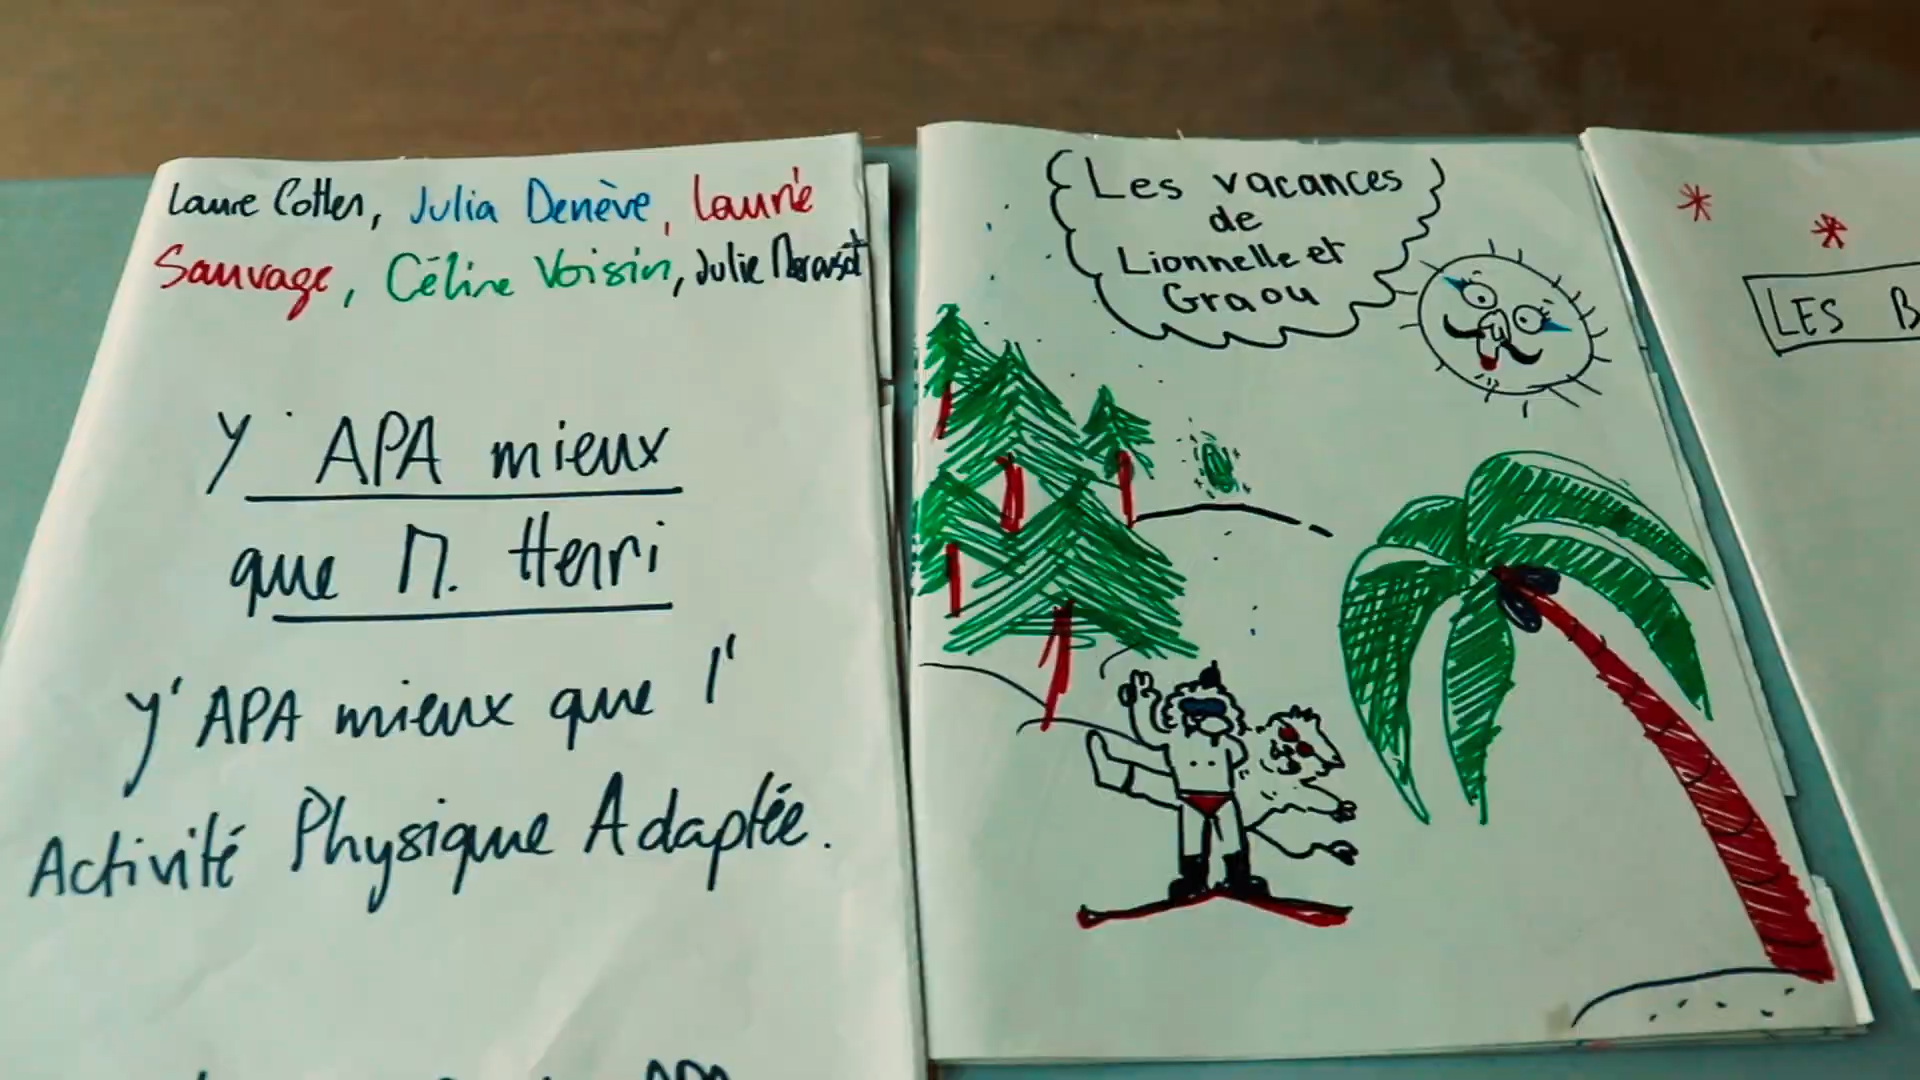 Laure Cotten, Julia Denève, Laurie
Sauvage, Céline Voisin, Julie
Y' APA mieux
que M. Henri
y' APA mieux que l'
Activité Physique Adaptée.
APA
Les vacances
de
Lionnelle et
Graou
LES B